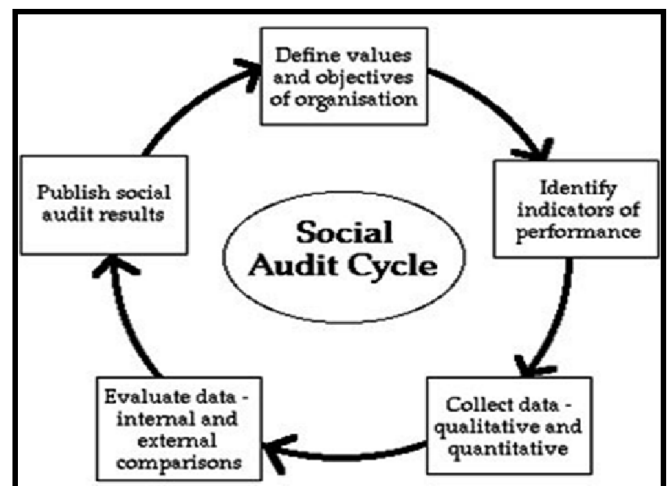 Define values
and objectives
of organisation
Identify
indicators of
performance
Collect data -
qualitative and
quantitative
Evaluate data -
internal and
external
comparisons
Publish social
audit results
Social
Audit Cycle